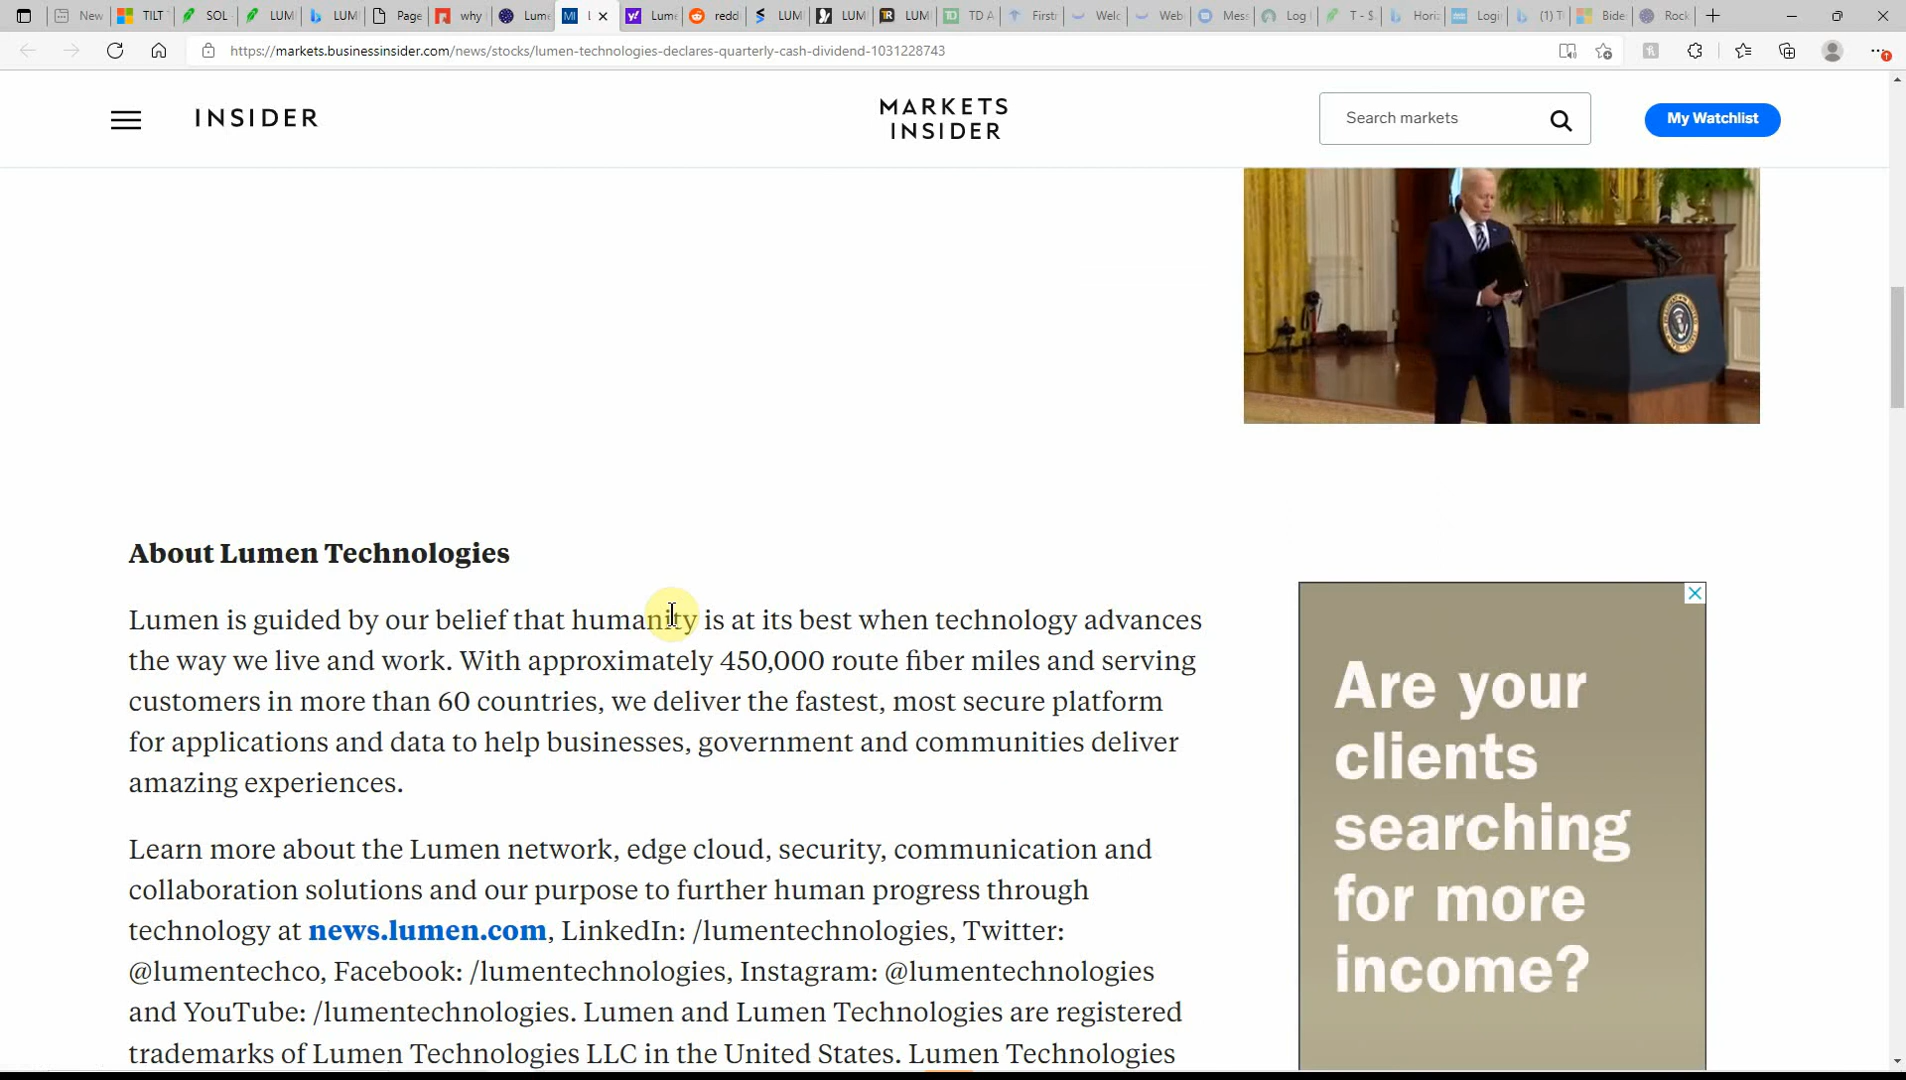 New
TILT
SOL -
LUM
LUM
Page
why
Lume
L
Lume
redd
LUM
LUM
LUM
TD A
Firstr
Welc
Web
Mess
Log
T - $
Horiz
Login
(1) T
Bide
Rock
https://markets.businessinsider.com/news/stocks/lumen-technologies-declares-quarterly-cash-dividend-1031228743
INSIDER
MARKETS
INSIDER
Search markets
My Watchlist
About Lumen Technologies
Lumen is guided by our belief that humanity is at its best when technology advances
the way we live and work. With approximately 450,000 route fiber miles and serving
customers in more than 60 countries, we deliver the fastest, most secure platform
for applications and data to help businesses, government and communities deliver
amazing experiences.
Learn more about the Lumen network, edge cloud, security, communication and
collaboration solutions and our purpose to further human progress through
technology at news.lumen.com, LinkedIn: /lumentechnologies, Twitter:
@lumentechco, Facebook: /lumentechnologies, Instagram: @lumentechnologies
and YouTube: /lumentechnologies. Lumen and Lumen Technologies are registered
trademarks of Lumen Technologies LLC in the United States. Lumen Technologies
Are your
clients
searching
for more
income?